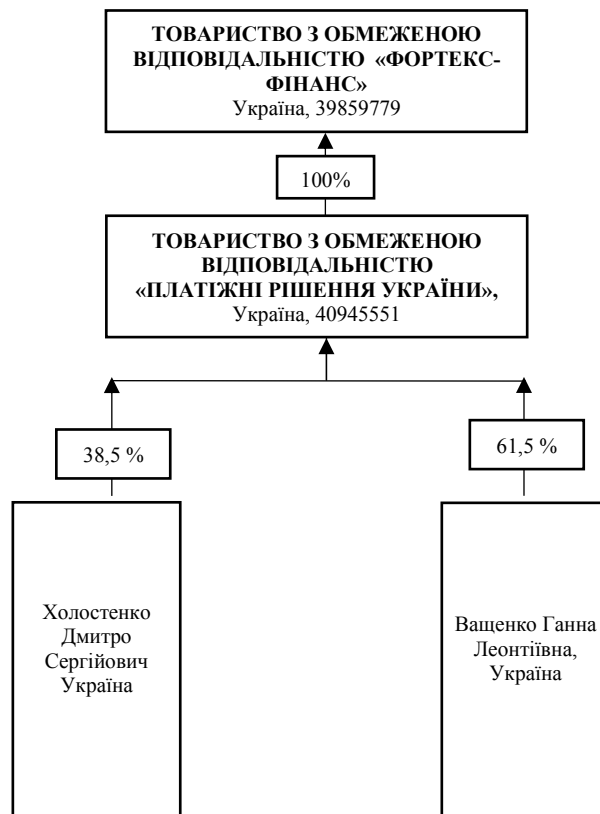 ТОВАРИСТВО З ОБМЕЖЕНОЮ
ВІДПОВІДАЛЬНІСТЮ «ФОРТЕКС-
ФІНАНС»
Україна, 39859779
100%
ТОВАРИСТВО З ОБМЕЖЕНОЮ
ВІДПОВІДАЛЬНІСТЮ
«ПЛАТІЖНІ РІШЕННЯ УКРАЇНИ»,
Україна, 40945551
38,5 %
61,5 %
Холостенко
Дмитро
Сергійович
Україна
Ващенко Ганна
Леонтіївна,
Україна